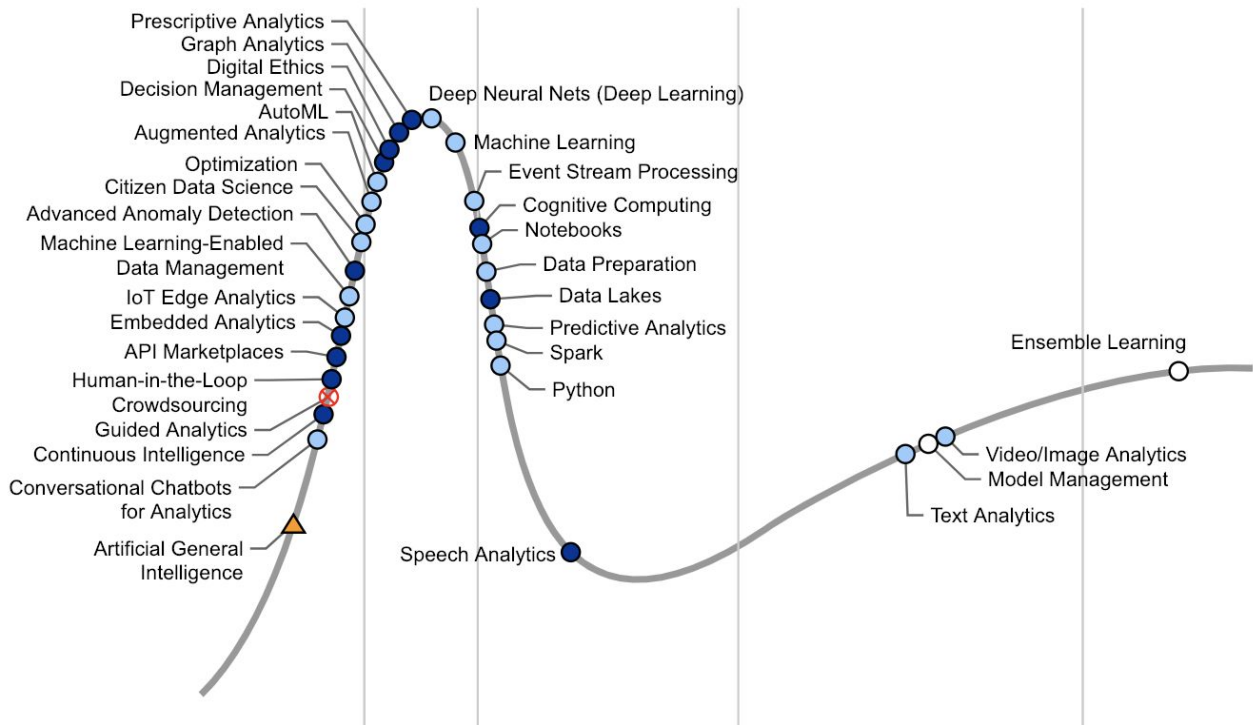 Prescriptive Analytics
Graph Analytics
Digital Ethics
Decision Management
AutoML
Augmented Analytics
Optimization
Citizen Data Science
Advanced Anomaly Detection
Machine Learning-Enabled
Data Management
IoT Edge Analytics
Embedded Analytics
API Marketplaces
Human-in-the-Loop
Crowdsourcing
Guided Analytics
Continuous Intelligence
Conversational Chatbots
for Analytics
Artificial General
Intelligence
Deep Neural Nets (Deep Learning)
Machine Learning
Event Stream Processing
Cognitive Computing
Notebooks
Data Preparation
Data Lakes
Predictive Analytics
Spark
Python
Speech Analytics
Ensemble Learning
Video/Image Analytics
Model Management
Text Analytics